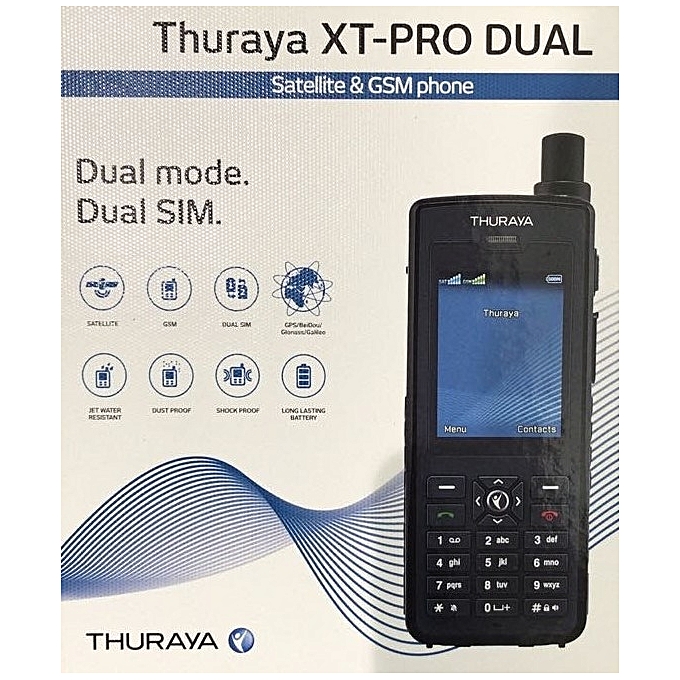 Thuraya XT-PRO DUAL
Satellite & GSM phone
Dual mode.
Dual SIM.
SATELLITE
GSM
DUAL SIM
GPS/BeiDou/
Glonass/Galileo
JET WATER
RESISTANT
DUST PROOF
SHOCK PROOF
LONG LASTING
BATTERY
THURAYA
SAT
GSM
Thuraya
Menu
Contacts
1
2 abc
3 def
4 ghi
5 jkl
6 mno
7 pqrs
8 tuv
9 wxyz
*
0 +
#
THURAYA